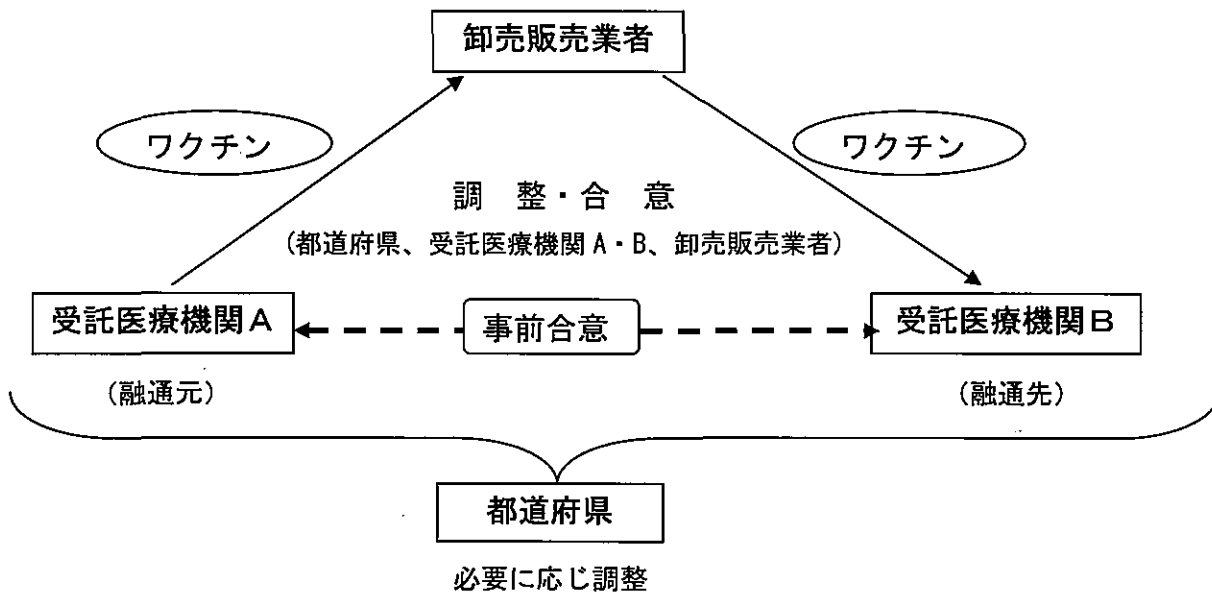 卸売販売業者
ワクチン
ワクチン
調 整・合 意
(都道府県、受託医療機関A・B、卸売販売業者)
受託医療機関A
事前合意
受託医療機関B
(融通元)
(融通先)
都道府県
必要に応じ調整